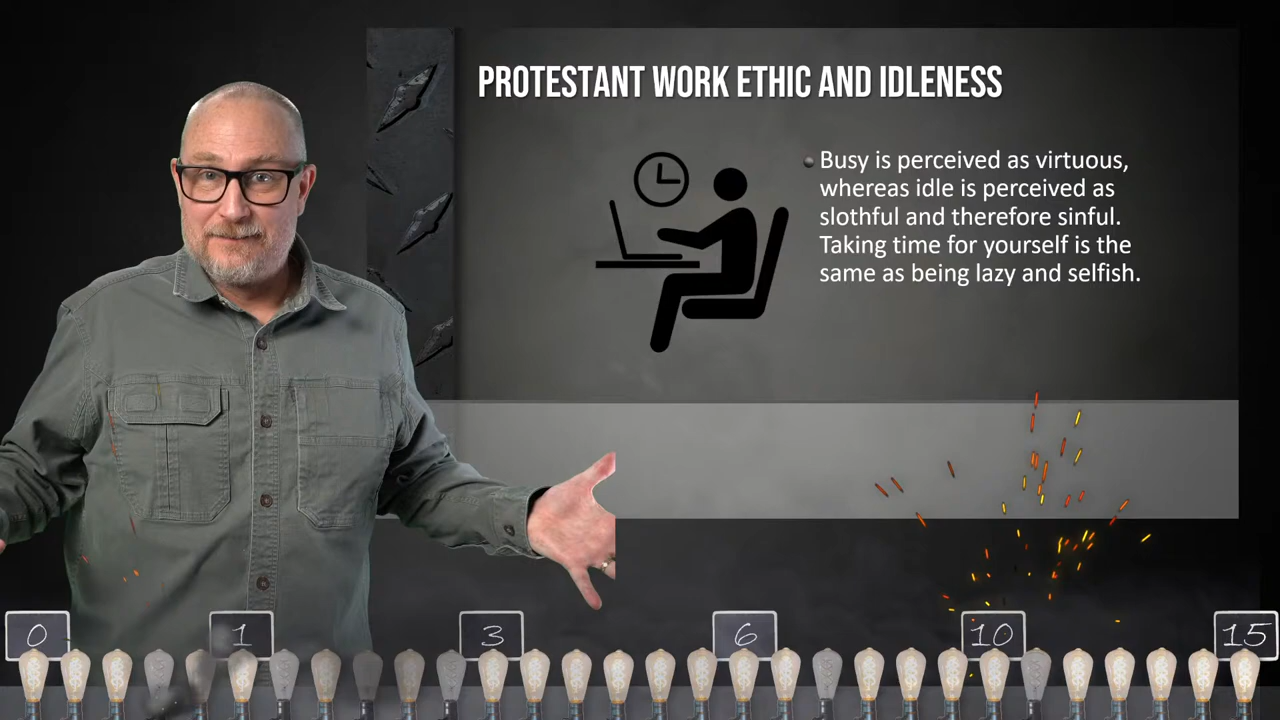 PROTESTANT WORK ETHIC AND IDLENESS
Busy is perceived as virtuous,
whereas idle is perceived as
slothful and therefore sinful.
Taking time for yourself is the
same as being lazy and selfish.
0
1
3
6
10
15